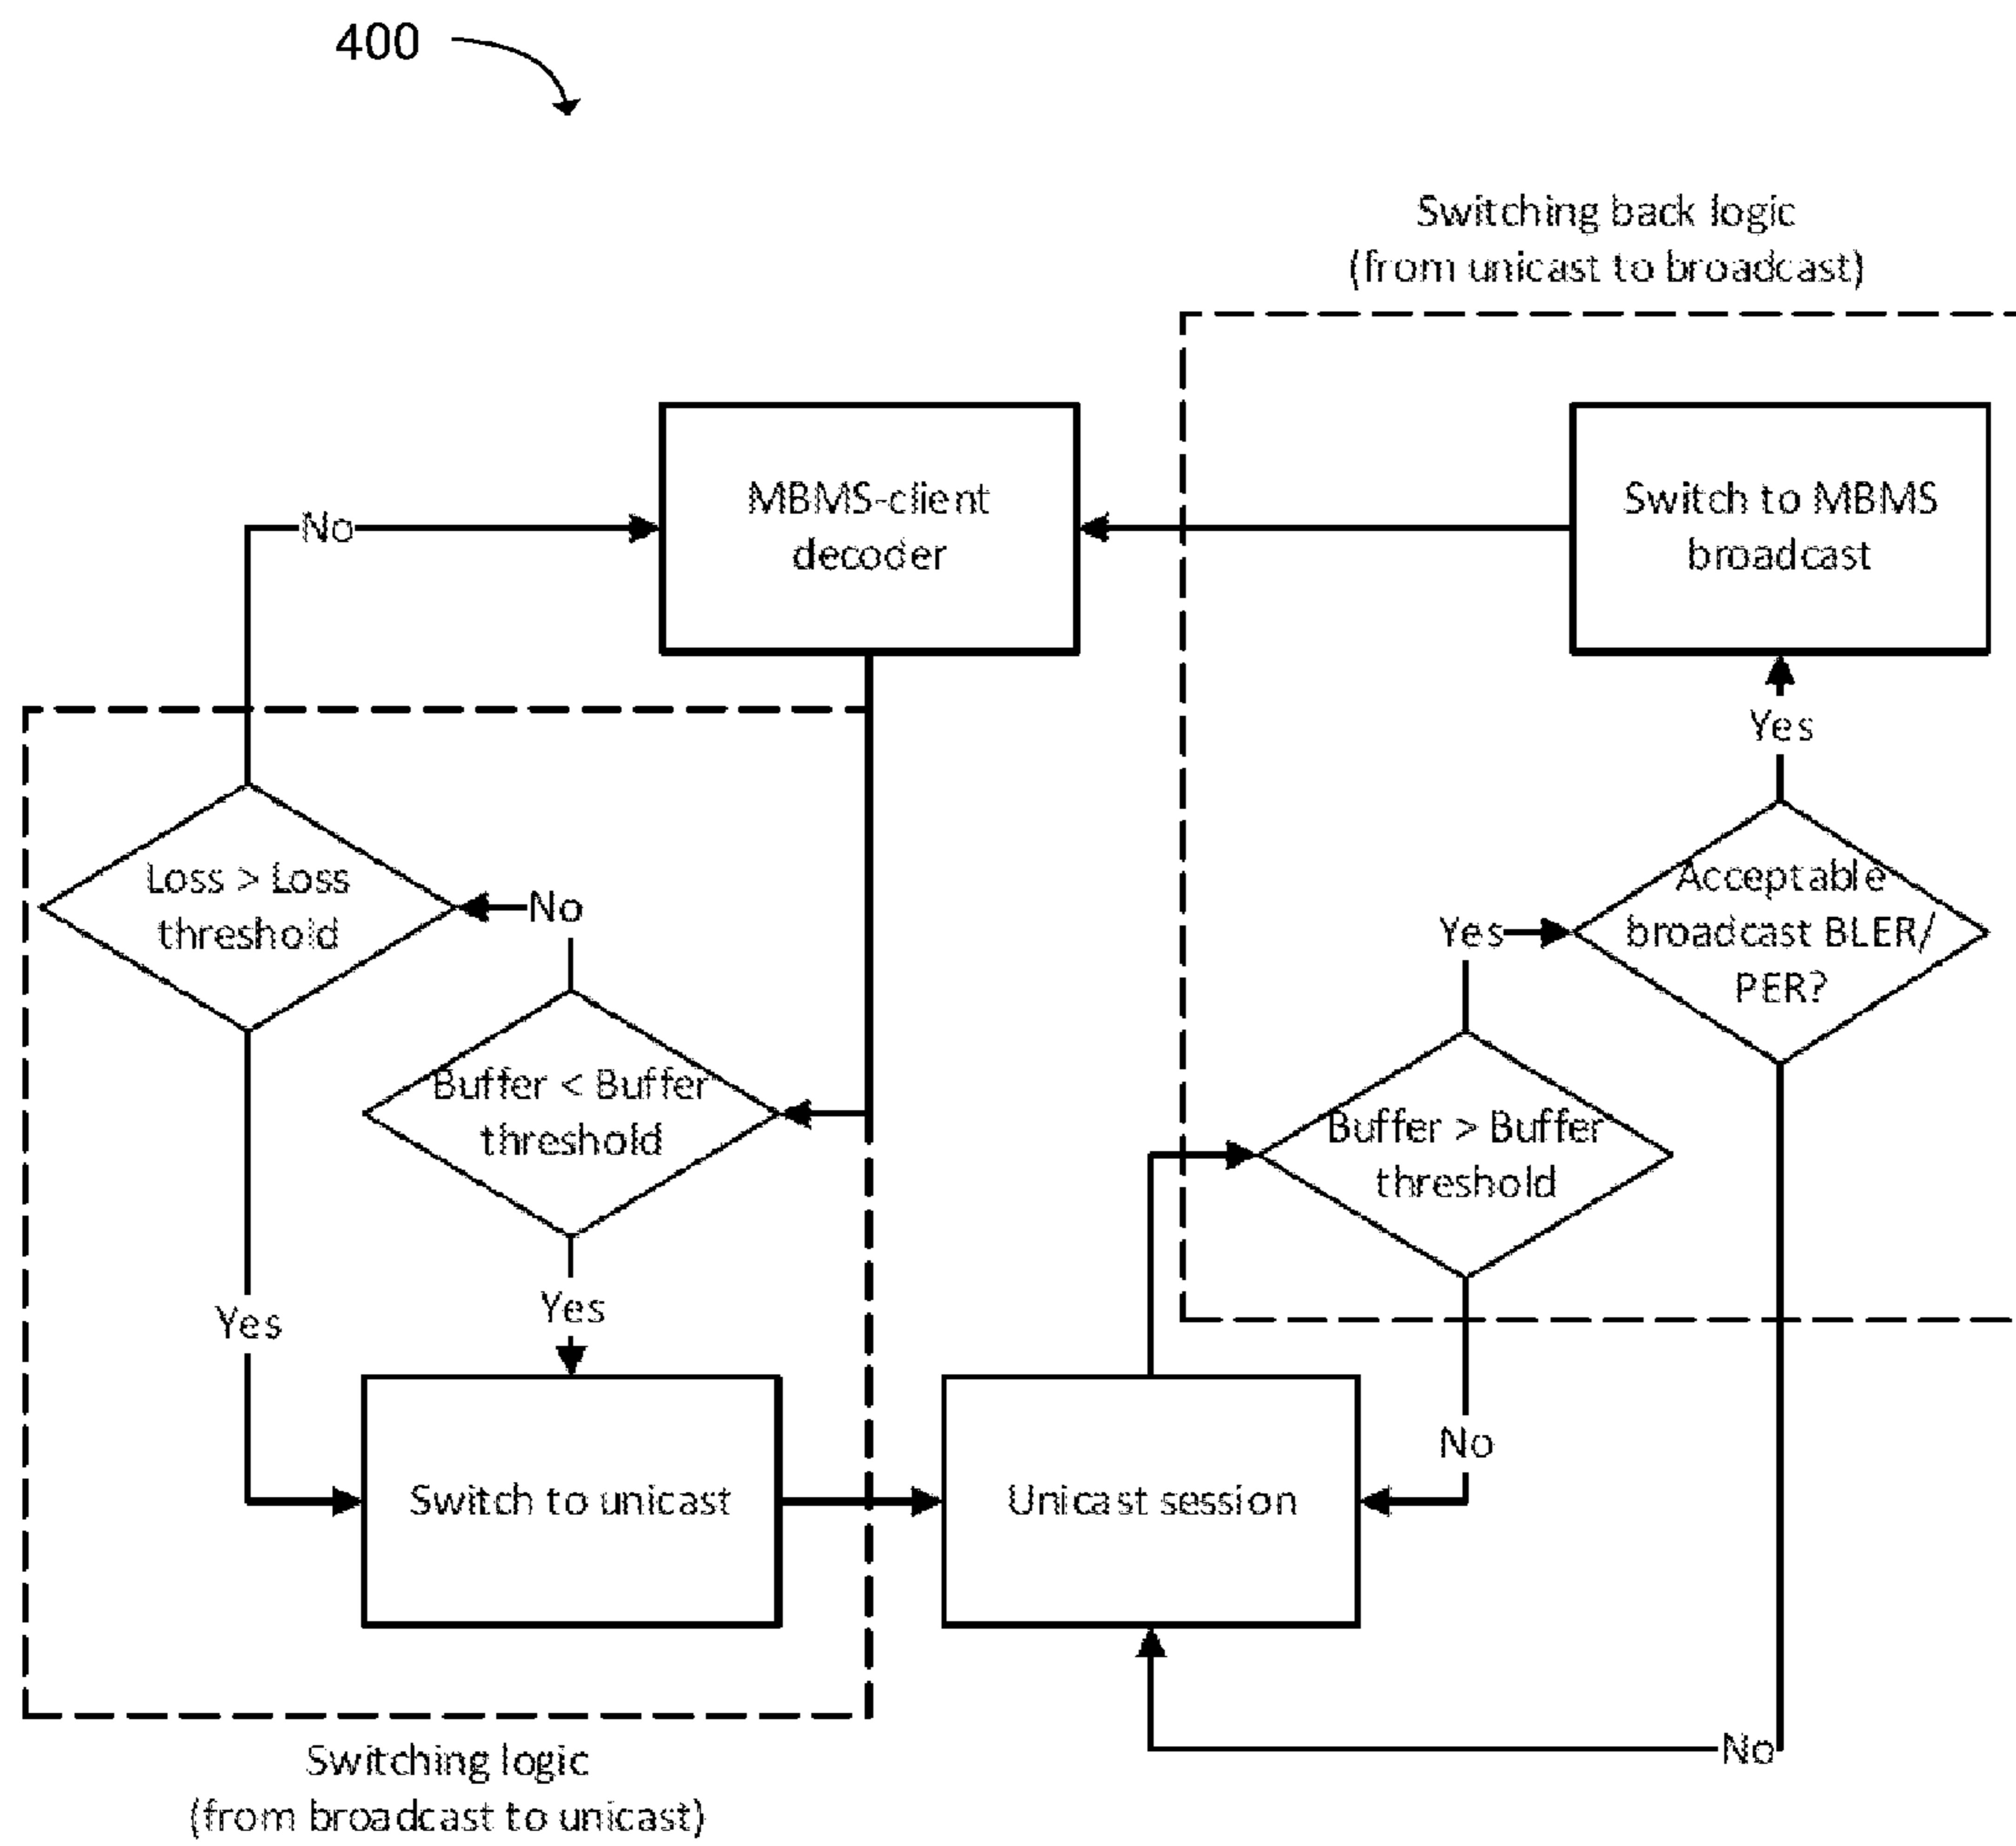 400
Switching back logic
(from unicast to broadcast)
MBMS-client
decoder
Switch to MBMS
broadcast
No
Yes
Loss > Loss
threshold
No
Acceptable
broadcast BLER/
PER?
Yes
Buffer < Buffer
threshold
Buffer > Buffer
threshold
Yes
Yes
No
Switch to unicast
Unicast session
No
Switching logic
(from broadcast to unicast)